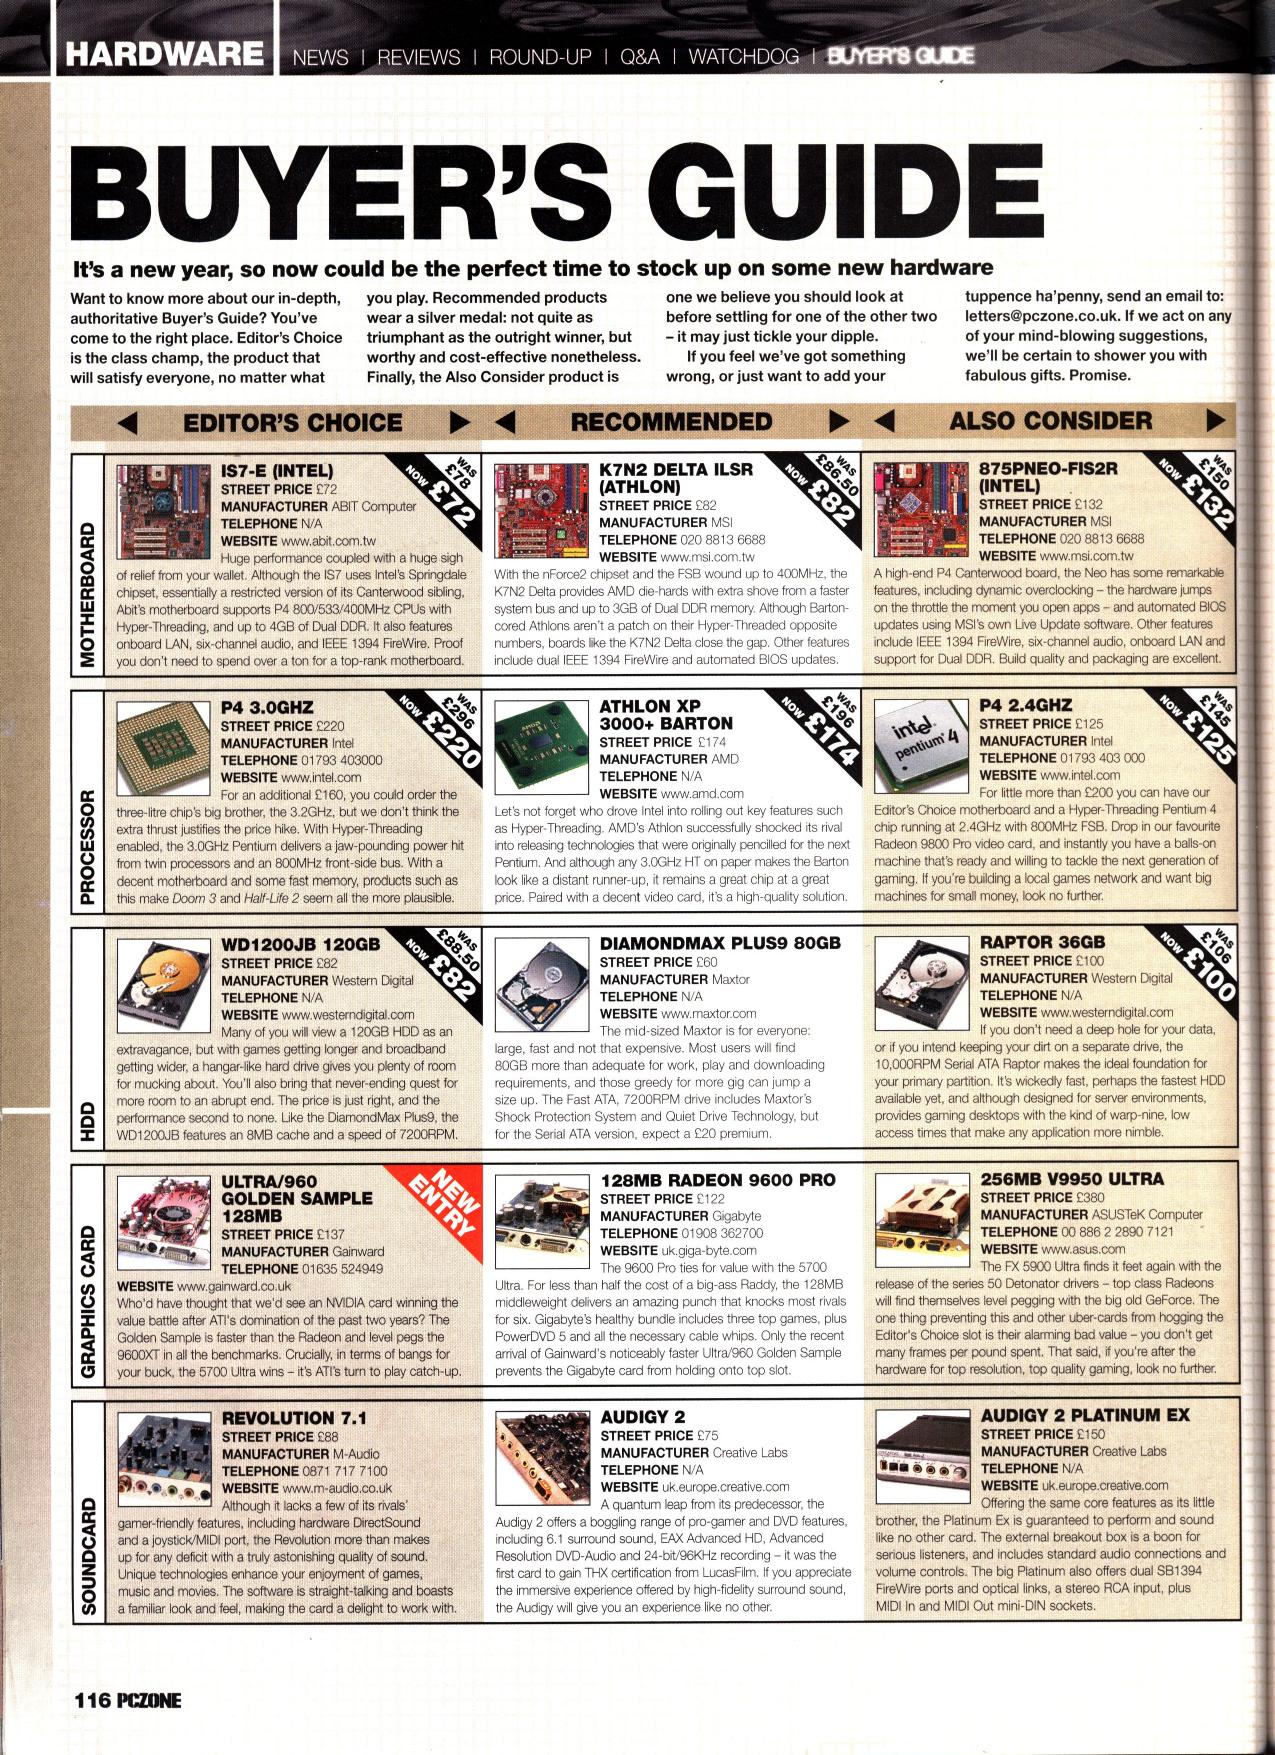 HARDWARE
NEWS | REVIEWS | ROUND-UP | Q&A | WATCHDOG | BUYER'S GUIDE
BUYER'S GUIDE
It's a new year, so now could be the perfect time to stock up on some new hardware
Want to know more about our in-depth,
authoritative Buyer's Guide? You've
come to the right place. Editor's Choice
is the class champ, the product that
will satisfy everyone, no matter what
you play. Recommended products
wear a silver medal: not quite as
triumphant as the outright winner, but
worthy and cost-effective nonetheless.
Finally, the Also Consider product is
one we believe you should look at
before settling for one of the other two
– it may just tickle your dipple.
If you feel we've got something
wrong, or just want to add your
tuppence ha'penny, send an email to:
letters@pczone.co.uk. If we act on any
of your mind-blowing suggestions,
we'll be certain to shower you with
fabulous gifts. Promise.
EDITOR'S CHOICE
RECOMMENDED
ALSO CONSIDER
MOTHERBOARD
IS7-E (INTEL)
STREET PRICE £72
MANUFACTURER ABIT Computer
TELEPHONE N/A
WEBSITE www.abit.com.tw
Huge performance coupled with a huge sigh
of relief from your wallet. Although the IS7 uses Intel's Springdale
chipset, essentially a restricted version of its Canterwood sibling,
Abit's motherboard supports P4 800/533/400MHz CPUs with
Hyper-Threading, and up to 4GB of Dual DDR. It also features
onboard LAN, six-channel audio, and IEEE 1394 FireWire. Proof
you don't need to spend over a ton for a top-rank motherboard.
WAS £78
NOW £72
K7N2 DELTA ILSR
(ATHLON)
STREET PRICE £82
MANUFACTURER MSI
TELEPHONE 020 8813 6688
WEBSITE www.msi.com.tw
With the nForce2 chipset and the FSB wound up to 400MHz, the
K7N2 Delta provides AMD die-hards with extra shove from a faster
system bus and up to 3GB of Dual DDR memory. Although Barton-
cored Athlons aren't a patch on their Hyper-Threaded opposite
numbers, boards like the K7N2 Delta close the gap. Other features
include dual IEEE 1394 FireWire and automated BIOS updates.
WAS £86.50
NOW £82
875PNEO-FIS2R
(INTEL)
STREET PRICE £132
MANUFACTURER MSI
TELEPHONE 020 8813 6688
WEBSITE www.msi.com.tw
A high-end P4 Canterwood board, the Neo has some remarkable
features, including dynamic overclocking – the hardware jumps
on the throttle the moment you open apps – and automated BIOS
updates using MSI's own Live Update software. Other features
include IEEE 1394 FireWire, six-channel audio, onboard LAN and
support for Dual DDR. Build quality and packaging are excellent.
WAS £150
NOW £132
PROCESSOR
P4 3.0GHZ
STREET PRICE £220
MANUFACTURER Intel
TELEPHONE 01793 403000
WEBSITE www.intel.com
For an additional £160, you could order the
three-litre chip's big brother, the 3.2GHz, but we don't think the
extra thrust justifies the price hike. With Hyper-Threading
enabled, the 3.0GHz Pentium delivers a jaw-pounding power hit
from twin processors and an 800MHz front-side bus. With a
decent motherboard and some fast memory, products such as
this make Doom 3 and Half-Life 2 seem all the more plausible.
WAS £296
NOW £220
AMD
ATHLON XP
3000+ BARTON
STREET PRICE £174
MANUFACTURER AMD
TELEPHONE N/A
WEBSITE www.amd.com
Let's not forget who drove Intel into rolling out key features such
as Hyper-Threading. AMD's Athlon successfully shocked its rival
into releasing technologies that were originally pencilled for the next
Pentium. And although any 3.0GHz HT on paper makes the Barton
look like a distant runner-up, it remains a great chip at a great
price. Paired with a decent video card, it's a high-quality solution.
WAS £196
NOW £174
intel
pentium 4
P4 2.4GHZ
STREET PRICE £125
MANUFACTURER Intel
TELEPHONE 01793 403 000
WEBSITE www.intel.com
For little more than £200 you can have our
Editor's Choice motherboard and a Hyper-Threading Pentium 4
chip running at 2.4GHz with 800MHz FSB. Drop in our favourite
Radeon 9800 Pro video card, and instantly you have a balls-on
machine that's ready and willing to tackle the next generation of
gaming. If you're building a local games network and want big
machines for small money, look no further.
WAS £145
NOW £125
HDD
WD1200JB 120GB
STREET PRICE £82
MANUFACTURER Western Digital
TELEPHONE N/A
WEBSITE www.westerndigital.com
Many of you will view a 120GB HDD as an
extravagance, but with games getting longer and broadband
getting wider, a hangar-like hard drive gives you plenty of room
for mucking about. You'll also bring that never-ending quest for
more room to an abrupt end. The price is just right, and the
performance second to none. Like the DiamondMax Plus9, the
WD1200JB features an 8MB cache and a speed of 7200RPM.
WAS £88.50
NOW £82
DIAMONDMAX PLUS9 80GB
STREET PRICE £60
MANUFACTURER Maxtor
TELEPHONE N/A
WEBSITE www.maxtor.com
The mid-sized Maxtor is for everyone:
large, fast and not that expensive. Most users will find
80GB more than adequate for work, play and downloading
requirements, and those greedy for more gig can jump a
size up. The Fast ATA, 7200RPM drive includes Maxtor's
Shock Protection System and Quiet Drive Technology, but
for the Serial ATA version, expect a £20 premium.
RAPTOR 36GB
STREET PRICE £100
MANUFACTURER Western Digital
TELEPHONE N/A
WEBSITE www.westerndigital.com
If you don't need a deep hole for your data,
or if you intend keeping your dirt on a separate drive, the
10,000RPM Serial ATA Raptor makes the ideal foundation for
your primary partition. It's wickedly fast, perhaps the fastest HDD
available yet, and although designed for server environments,
provides gaming desktops with the kind of warp-nine, low
access times that make any application more nimble.
WAS £106
NOW £100
GRAPHICS CARD
ULTRA/960
GOLDEN SAMPLE
128MB
STREET PRICE £137
MANUFACTURER Gainward
TELEPHONE 01635 524949
WEBSITE www.gainward.co.uk
Who'd have thought that we'd see an NVIDIA card winning the
value battle after ATI's domination of the past two years? The
Golden Sample is faster than the Radeon and level pegs the
9600XT in all the benchmarks. Crucially, in terms of bangs for
your buck, the 5700 Ultra wins – it's ATI's turn to play catch-up.
NEW ENTRY
128MB RADEON 9600 PRO
STREET PRICE £122
MANUFACTURER Gigabyte
TELEPHONE 01908 362700
WEBSITE uk.giga-byte.com
The 9600 Pro ties for value with the 5700
Ultra. For less than half the cost of a big-ass Raddy, the 128MB
middleweight delivers an amazing punch that knocks most rivals
for six. Gigabyte's healthy bundle includes three top games, plus
PowerDVD 5 and all the necessary cable whips. Only the recent
arrival of Gainward's noticeably faster Ultra/960 Golden Sample
prevents the Gigabyte card from holding onto top slot.
256MB V9950 ULTRA
STREET PRICE £380
MANUFACTURER ASUSTeK Computer
TELEPHONE 00 886 2 2890 7121
WEBSITE www.asus.com
The FX 5900 Ultra finds it feet again with the
release of the series 50 Detonator drivers – top class Radeons
will find themselves level pegging with the big old GeForce. The
one thing preventing this and other uber-cards from hogging the
Editor's Choice slot is their alarming bad value – you don't get
many frames per pound spent. That said, if you're after the
hardware for top resolution, top quality gaming, look no further.
SOUNDCARD
REVOLUTION 7.1
STREET PRICE £88
MANUFACTURER M-Audio
TELEPHONE 0871 717 7100
WEBSITE www.m-audio.co.uk
Although it lacks a few of its rivals'
gamer-friendly features, including hardware DirectSound
and a joystick/MIDI port, the Revolution more than makes
up for any deficit with a truly astonishing quality of sound.
Unique technologies enhance your enjoyment of games,
music and movies. The software is straight-talking and boasts
a familiar look and feel, making the card a delight to work with.
AUDIGY 2
STREET PRICE £75
MANUFACTURER Creative Labs
TELEPHONE N/A
WEBSITE uk.europe.creative.com
A quantum leap from its predecessor, the
Audigy 2 offers a boggling range of pro-gamer and DVD features,
including 6.1 surround sound, EAX Advanced HD, Advanced
Resolution DVD-Audio and 24-bit/96KHz recording – it was the
first card to gain THX certification from LucasFilm. If you appreciate
the immersive experience offered by high-fidelity surround sound,
the Audigy will give you an experience like no other.
AUDIGY 2 PLATINUM EX
STREET PRICE £150
MANUFACTURER Creative Labs
TELEPHONE N/A
WEBSITE uk.europe.creative.com
Offering the same core features as its little
brother, the Platinum Ex is guaranteed to perform and sound
like no other card. The external breakout box is a boon for
serious listeners, and includes standard audio connections and
volume controls. The big Platinum also offers dual SB1394
FireWire ports and optical links, a stereo RCA input, plus
MIDI In and MIDI Out mini-DIN sockets.
116 PCZONE